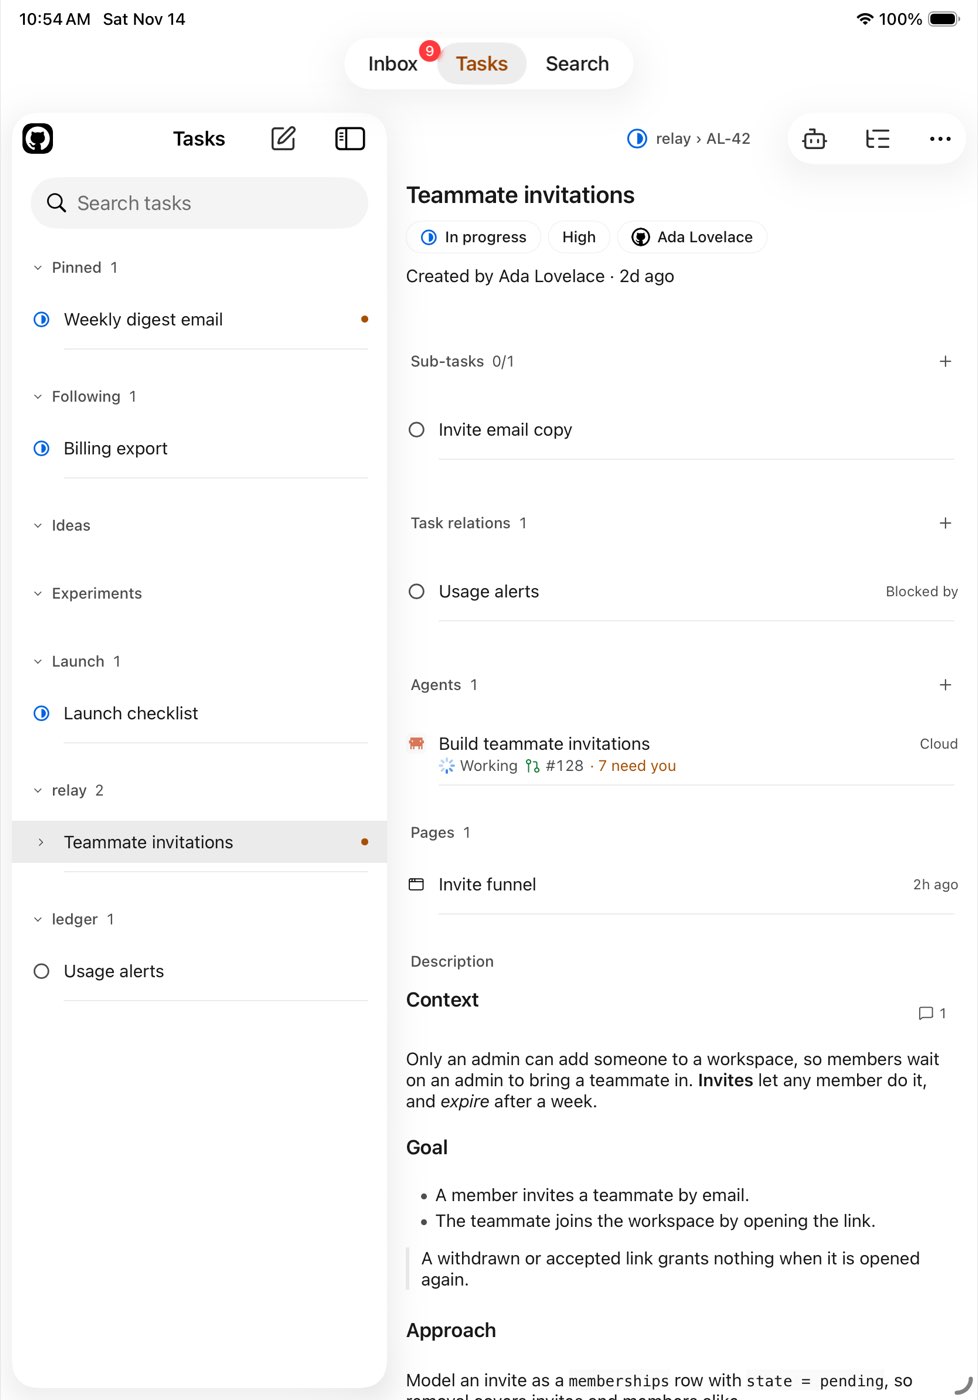 10:54 AM Sat Nov 14
100%
Inbox
9
Tasks
Search
Tasks
Search tasks
Pinned 1
Weekly digest email
Following 1
Billing export
Ideas
Experiments
Launch 1
Launch checklist
relay 2
Teammate invitations
ledger 1
Usage alerts
relay › AL-42
Teammate invitations
In progress
High
Ada Lovelace
Created by Ada Lovelace · 2d ago
Sub-tasks 0/1
Invite email copy
Task relations 1
Usage alerts
Blocked by
Agents 1
Build teammate invitations
Cloud
Working #128 · 7 need you
Pages 1
Invite funnel
2h ago
Description
Context
1
Only an admin can add someone to a workspace, so members wait
on an admin to bring a teammate in. Invites let any member do it,
and expire after a week.
Goal
• A member invites a teammate by email.
• The teammate joins the workspace by opening the link.
A withdrawn or accepted link grants nothing when it is opened
again.
Approach
Model an invite as a memberships row with state = pending, so